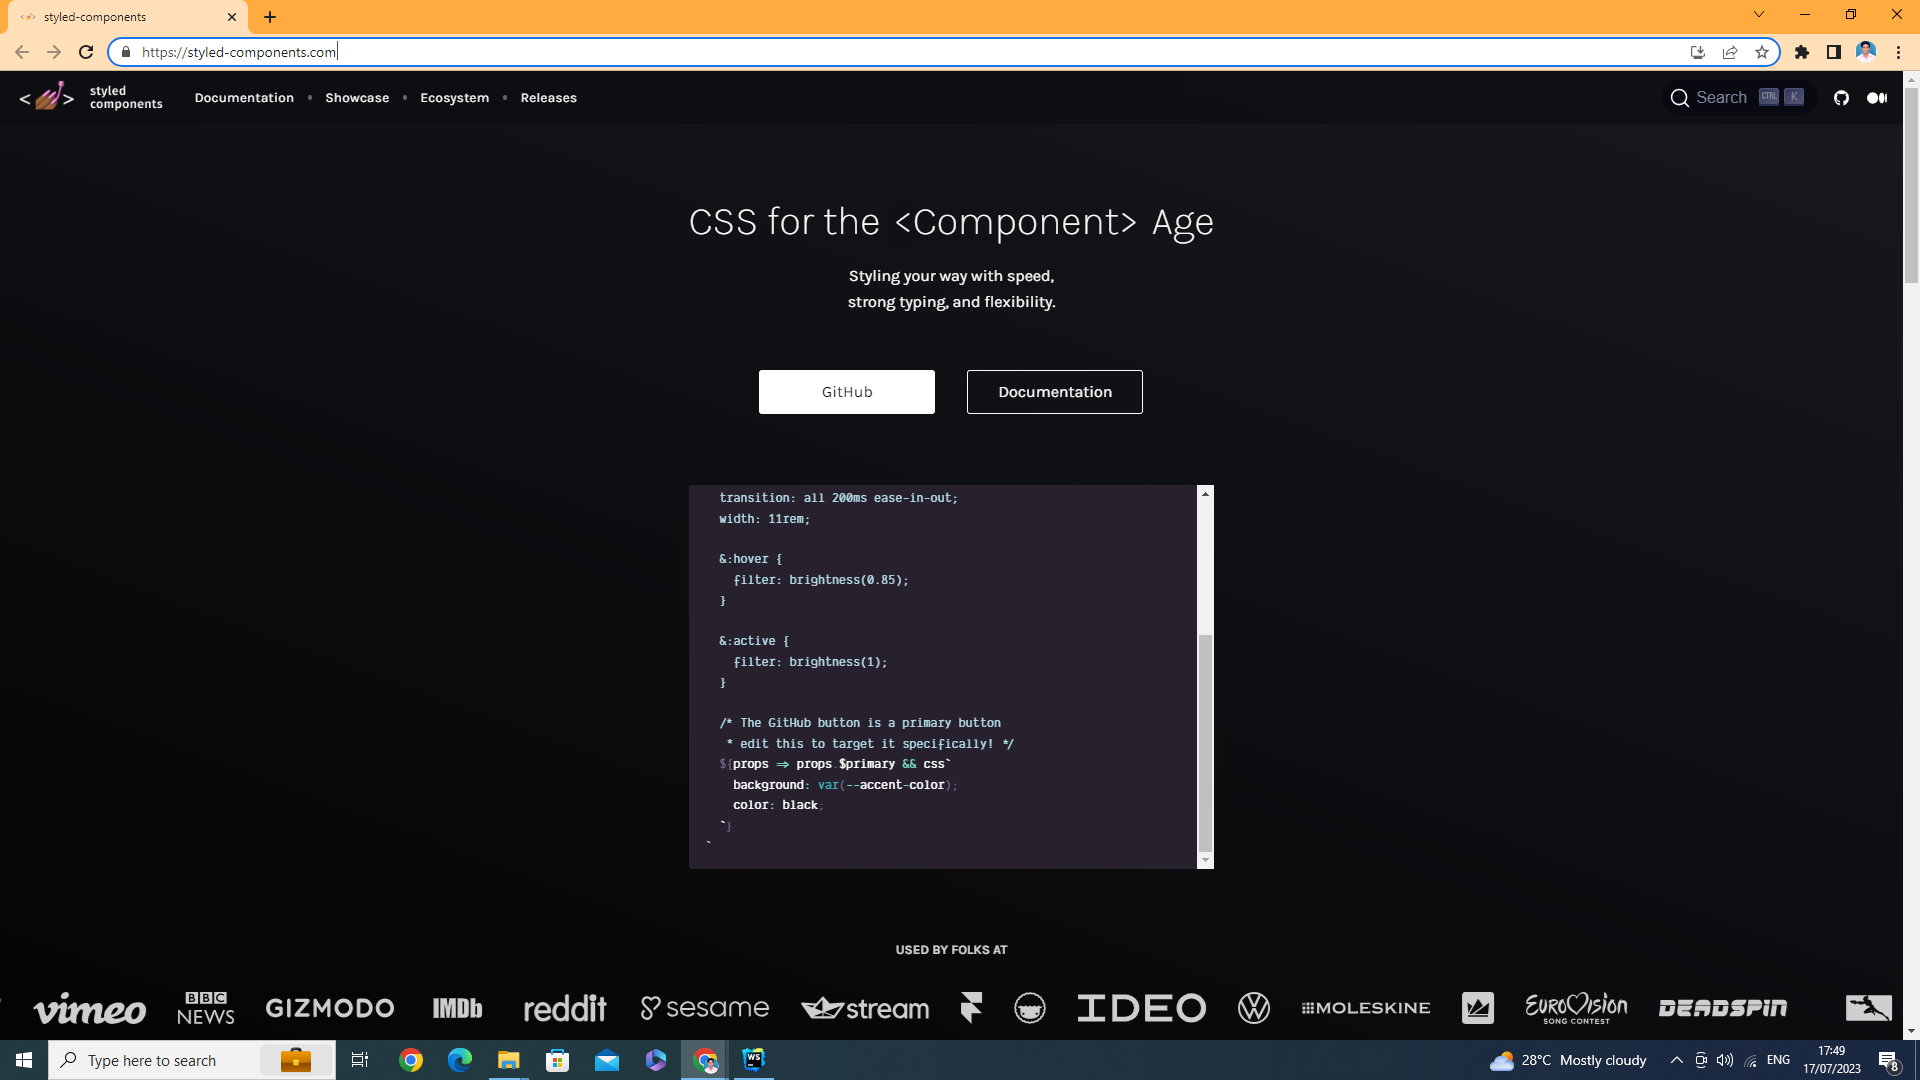 styled-components
https://styled-components.com
styled
components
Documentation
Showcase
Ecosystem
Releases
Search
CTRL
K
CSS for the <Component> Age
Styling your way with speed,
strong typing, and flexibility.
GitHub
Documentation
transition: all 200ms ease-in-out;
width: 11rem;
&:hover {
filter: brightness(0.85);
}
&:active {
filter: brightness(1);
}
/* The GitHub button is a primary button
* edit this to target it specifically! */
${props => props.$primary && css`
background: var(--accent-color);
color: black;
`}
`
USED BY FOLKS AT
vimeo
BBC
NEWS
GIZMODO
IMDb
reddit
sesame
stream
IDEO
MOLESKINE
EUROVISION
SONG CONTEST
DEADSPIN
Type here to search
WS
28°C Mostly cloudy
ENG
17:49
17/07/2023
8